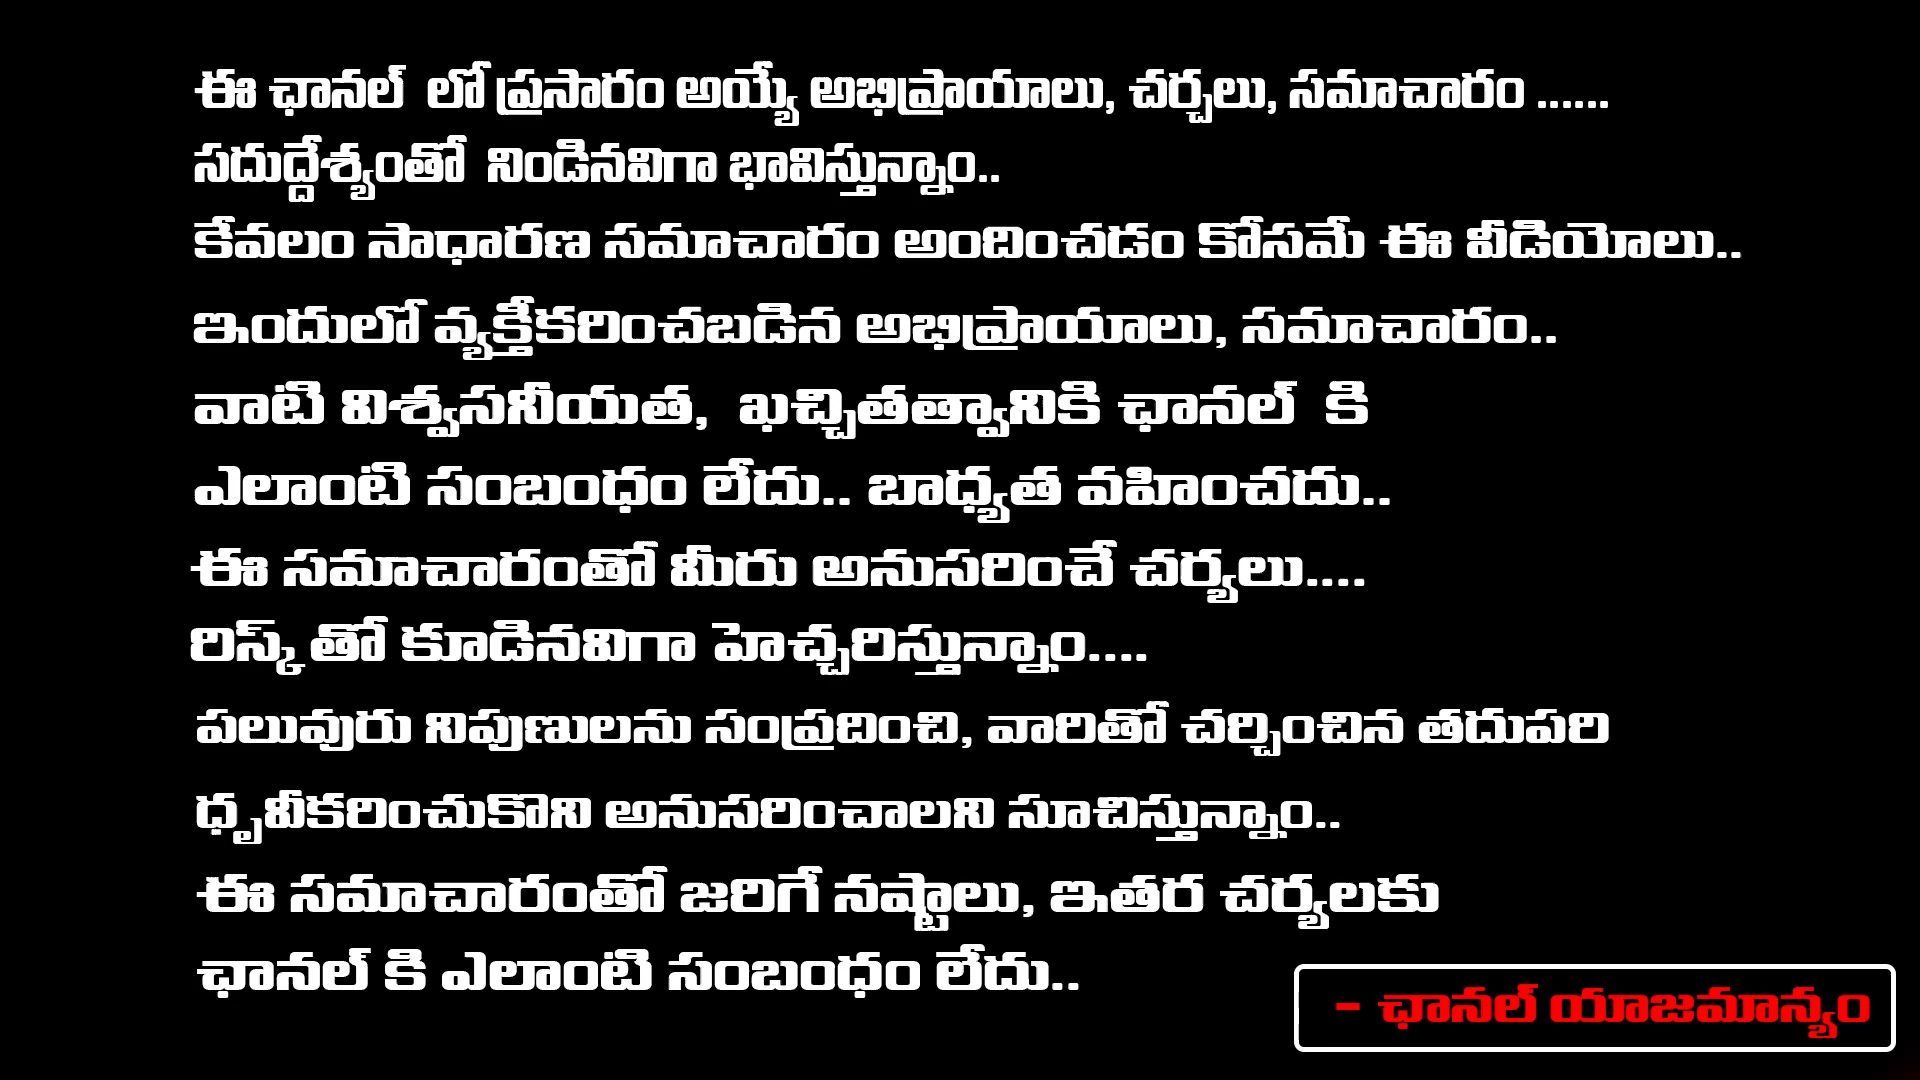 ఈ ఛానల్ లో ప్రసారం అయ్యే అభిప్రాయాలు, చర్చలు, సమాచారం ......
సదుద్దేశ్యంతో నిండినవిగా భావిస్తున్నాం..
కేవలం సాధారణ సమాచారం అందించడం కోసమే ఈ వీడియోలు..
ఇందులో వ్యక్తీకరించబడిన అభిప్రాయాలు, సమాచారం..
వాటి విశ్వసనీయత, ఖచ్చితత్వానికి ఛానల్ కి
ఎలాంటి సంబంధం లేదు.. బాధ్యత వహించదు..
ఈ సమాచారంతో మీరు అనుసరించే చర్యలు....
రిస్క్ తో కూడినవిగా హెచ్చరిస్తున్నాం....
పలువురు నిపుణులను సంప్రదించి, వారితో చర్చించిన తదుపరి
ధృవీకరించుకొని అనుసరించాలని సూచిస్తున్నాం..
ఈ సమాచారంతో జరిగే నష్టాలు, ఇతర చర్యలకు
ఛానల్ కి ఎలాంటి సంబంధం లేదు..
- ఛానల్ యాజమాన్యం